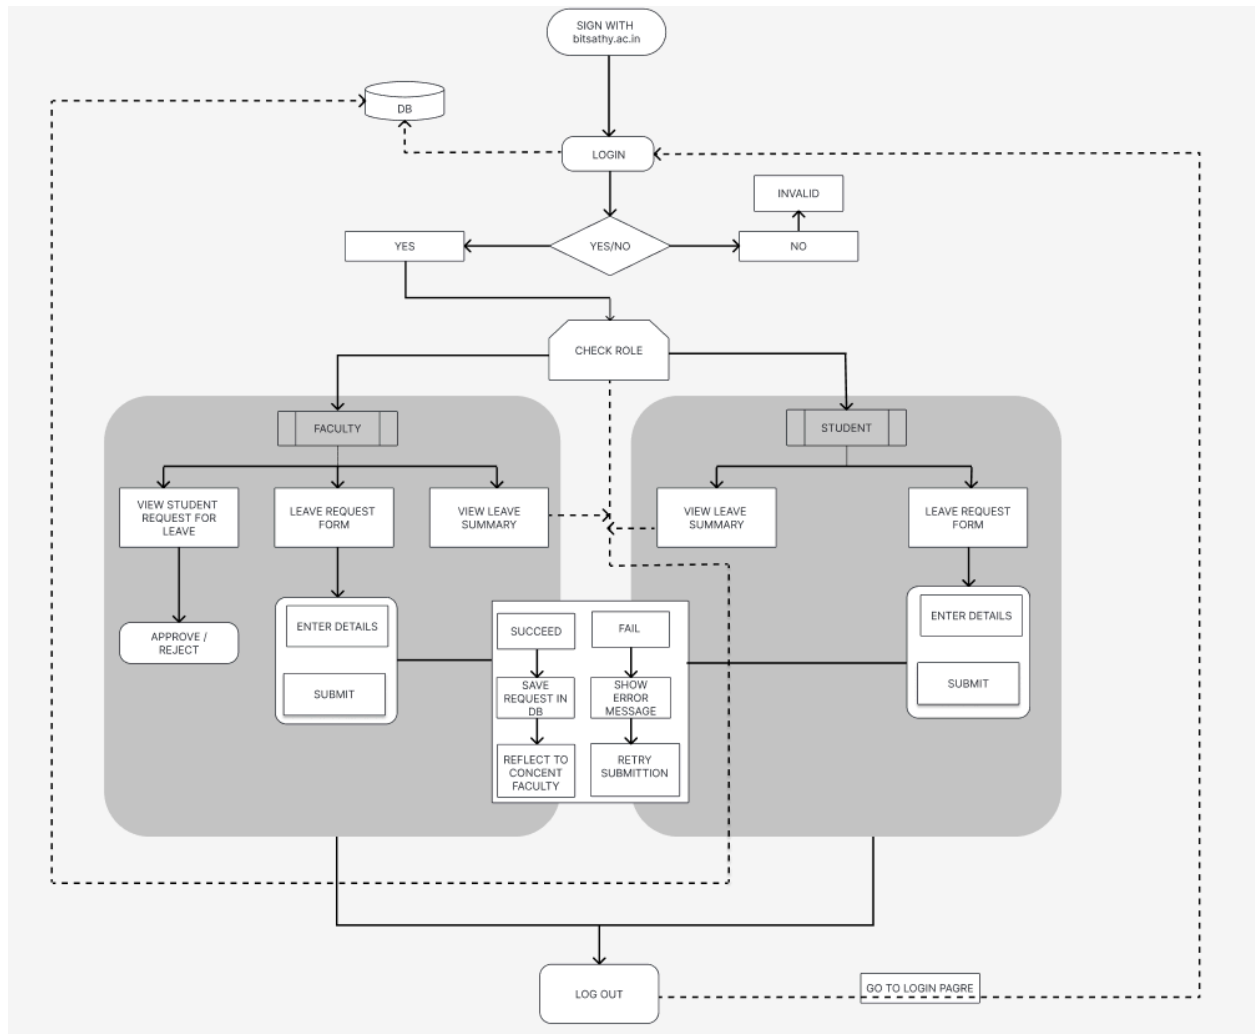 SIGN WITH
bitsathy.ac.in
DB
LOGIN
INVALID
YES
YES/NO
NO
CHECK ROLE
FACULTY
STUDENT
VIEW STUDENT
REQUEST FOR
LEAVE
LEAVE REQUEST
FORM
VIEW LEAVE
SUMMARY
VIEW LEAVE
SUMMARY
LEAVE REQUEST
FORM
APPROVE /
REJECT
ENTER DETAILS
SUBMIT
SUCCEED
SAVE
REQUEST IN
DB
REFLECT TO
CONCENT
FACULTY
FAIL
SHOW
ERROR
MESSAGE
RETRY
SUBMITTION
ENTER DETAILS
SUBMIT
LOG OUT
GO TO LOGIN PAGRE